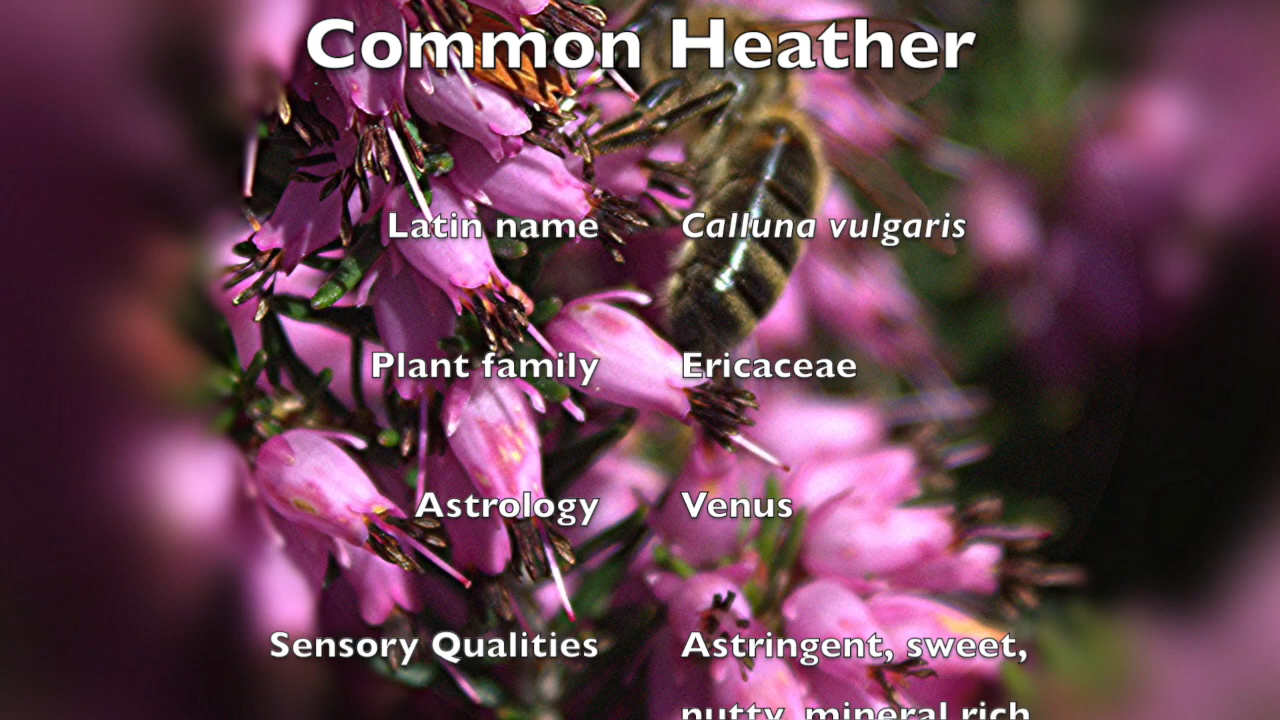 Common Heather
Latin name Calluna vulgaris
Plant family Ericaceae
Astrology Venus
Sensory Qualities Astringent, sweet,
nutty, mineral rich